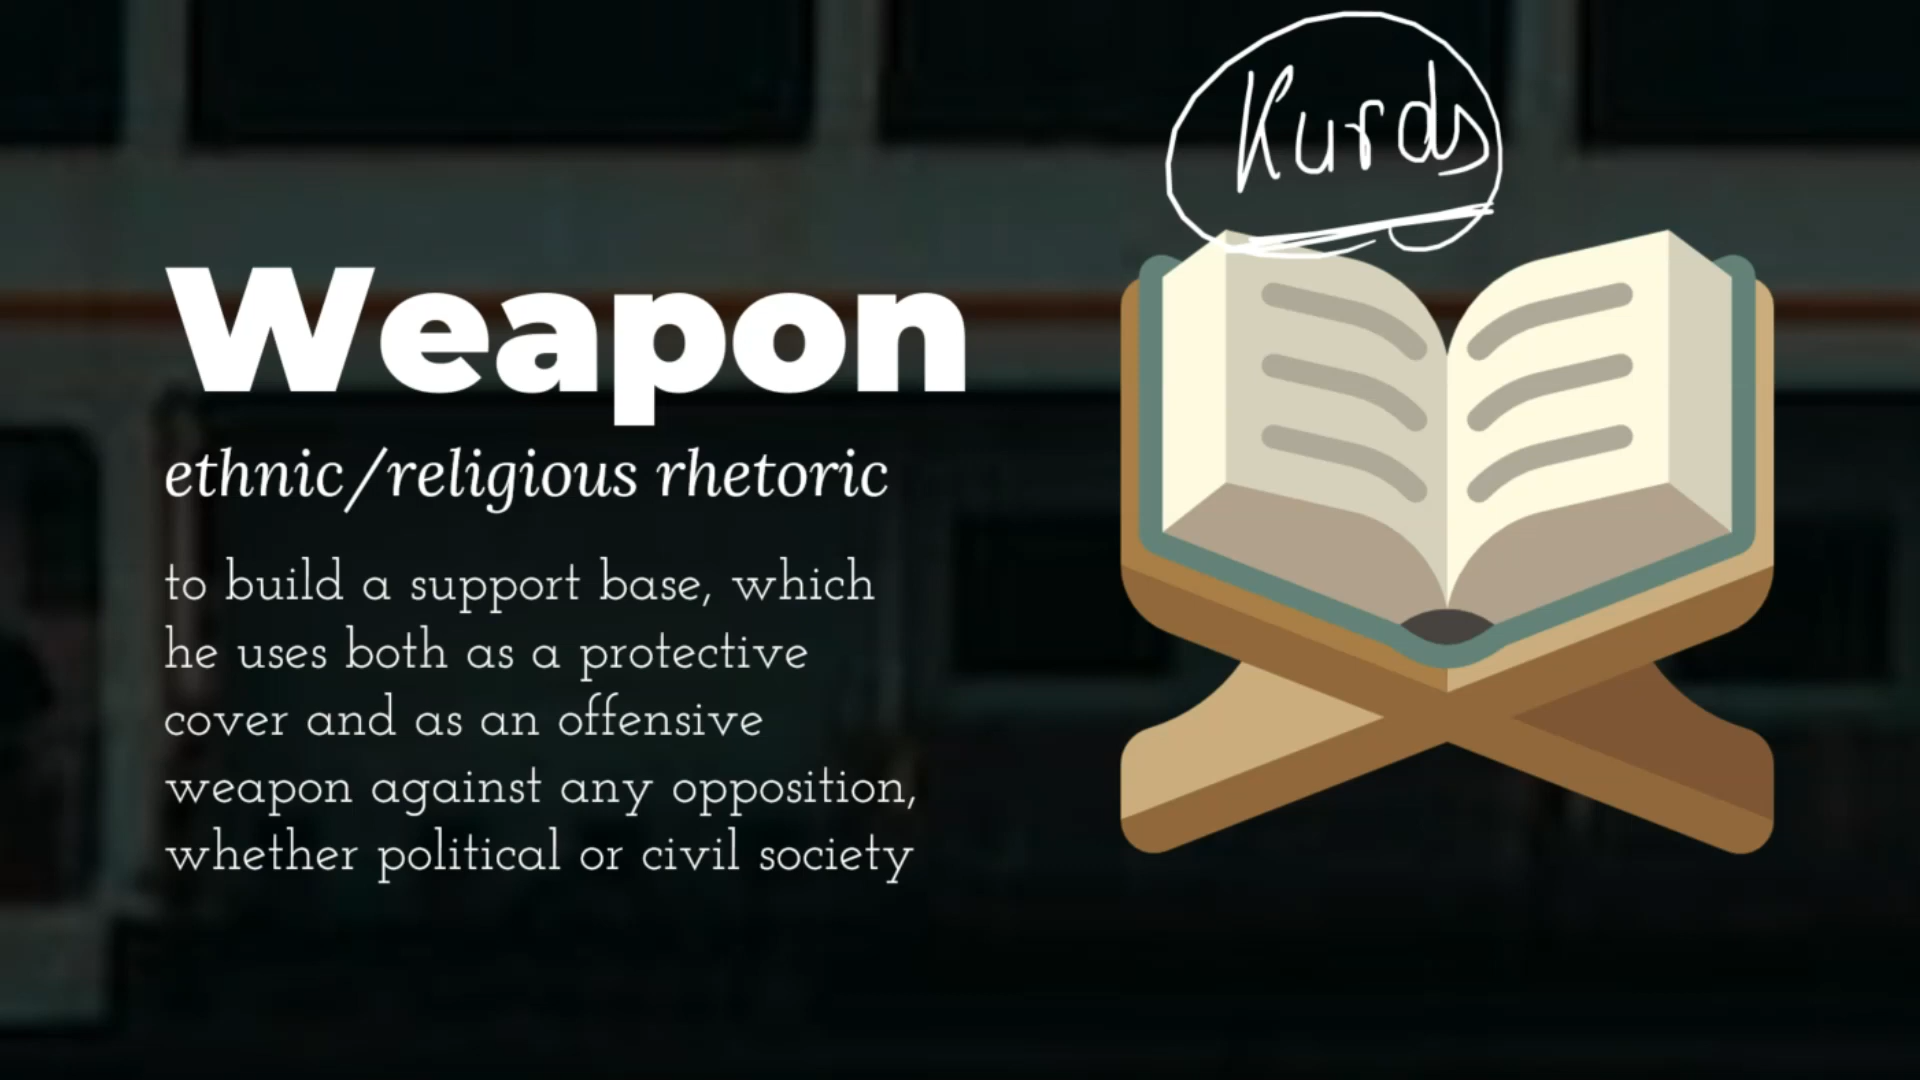 Kurds
Weapon
ethnic/religious rhetoric
to build a support base, which
he uses both as a protective
cover and as an offensive
weapon against any opposition,
whether political or civil society